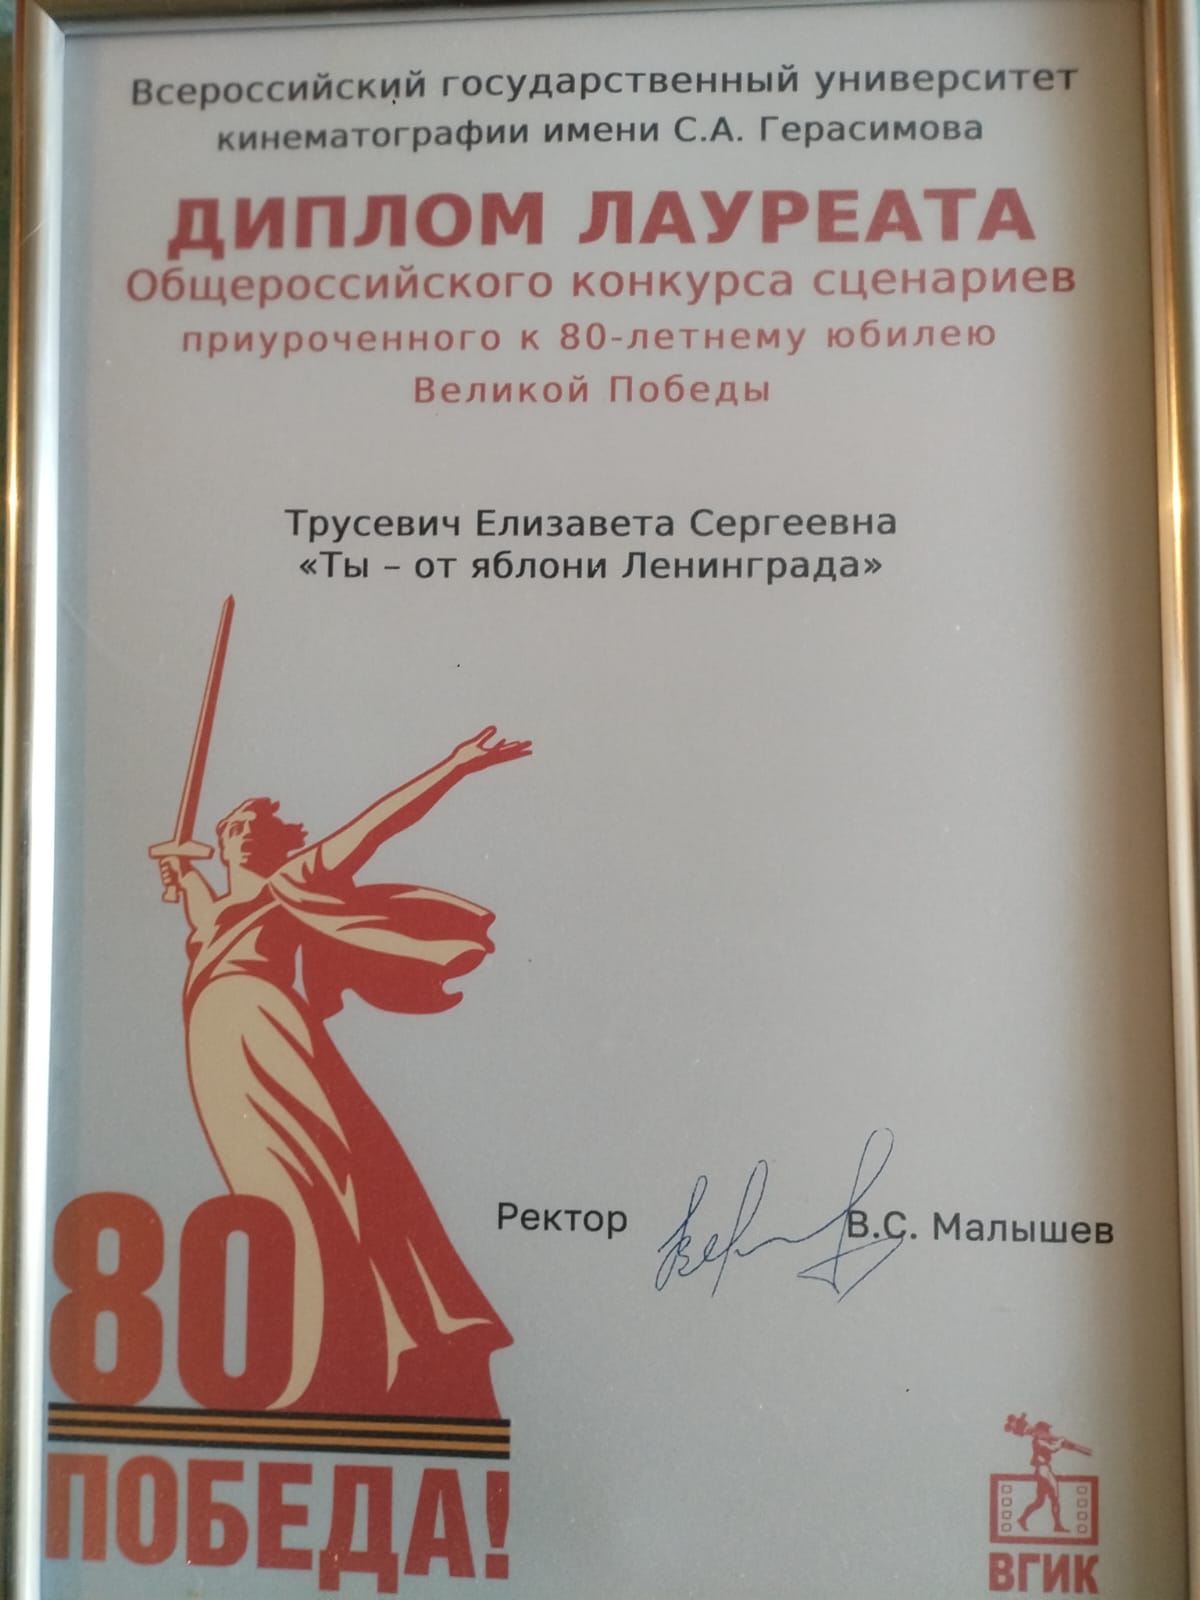 Всероссийский государственный университет
кинематографии имени С.А. Герасимова
ДИПЛОМ ЛАУРЕАТА
Общероссийского конкурса сценариев
приуроченного к 80-летнему юбилею
Великой Победы
Трусевич Елизавета Сергеевна
«Ты – от яблони Ленинграда»
Ректор В.С. Малышев
80
ПОБЕДА!
ВГИК